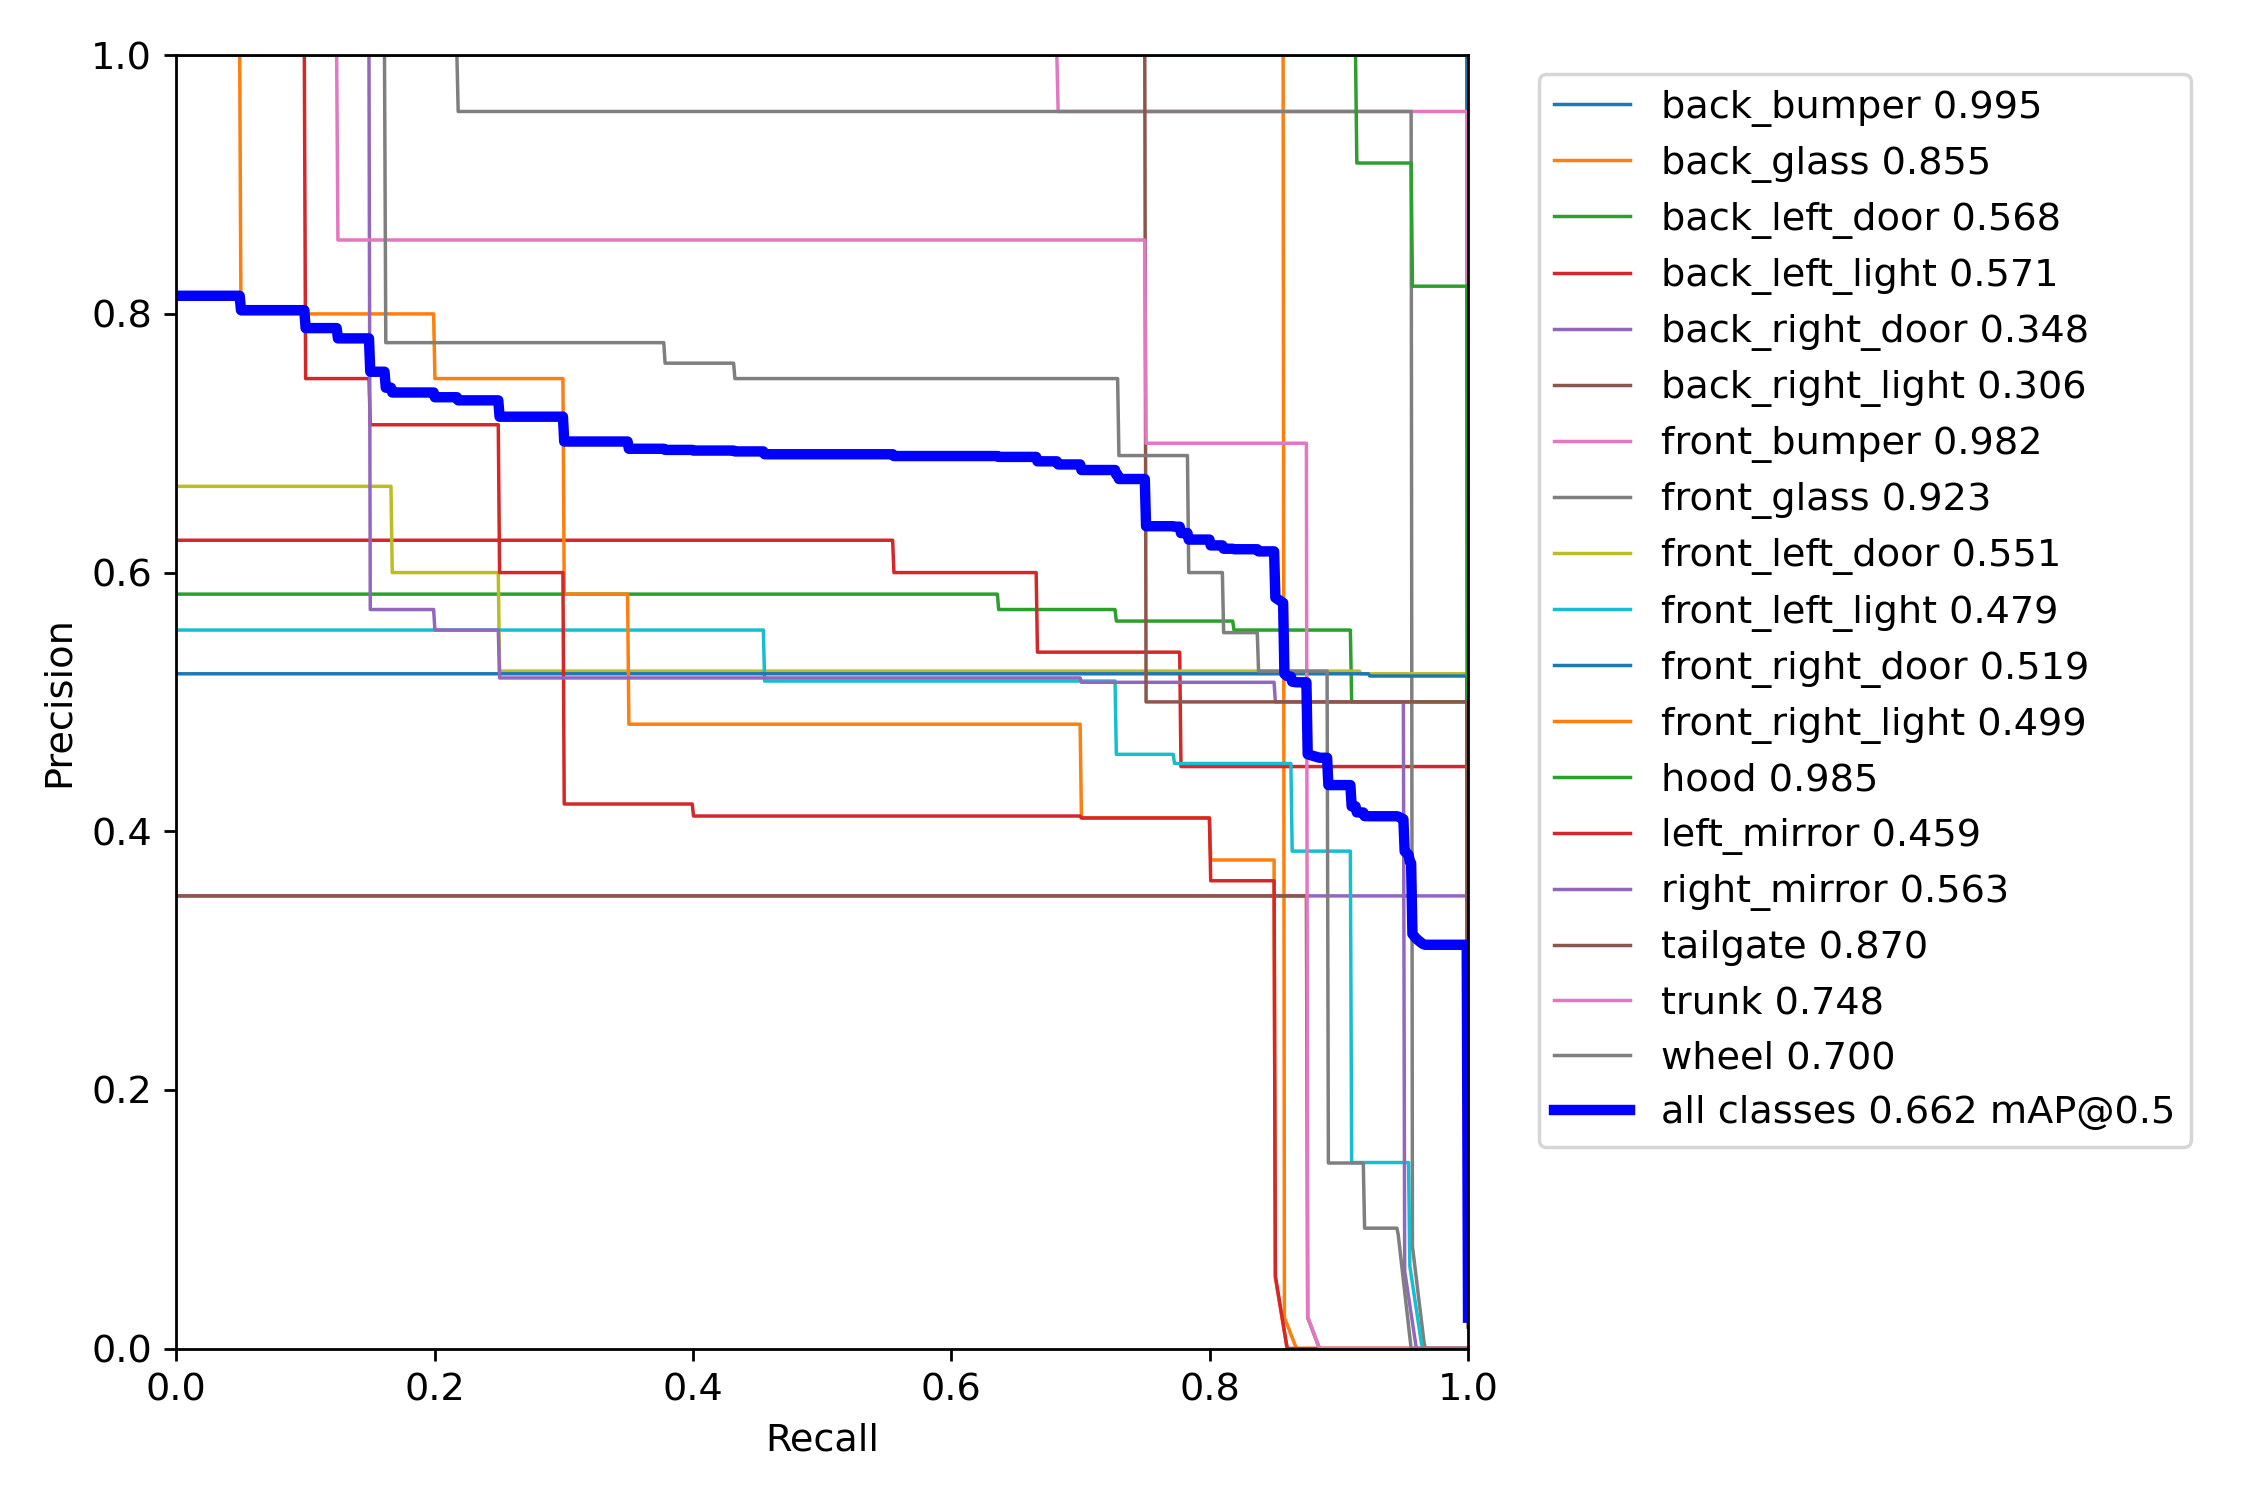 1.0
0.8
0.6
0.4
0.2
0.0
Precision
0.0 0.2 0.4 0.6 0.8 1.0
Recall
back_bumper 0.995
back_glass 0.855
back_left_door 0.568
back_left_light 0.571
back_right_door 0.348
back_right_light 0.306
front_bumper 0.982
front_glass 0.923
front_left_door 0.551
front_left_light 0.479
front_right_door 0.519
front_right_light 0.499
hood 0.985
left_mirror 0.459
right_mirror 0.563
tailgate 0.870
trunk 0.748
wheel 0.700
all classes 0.662 mAP@0.5